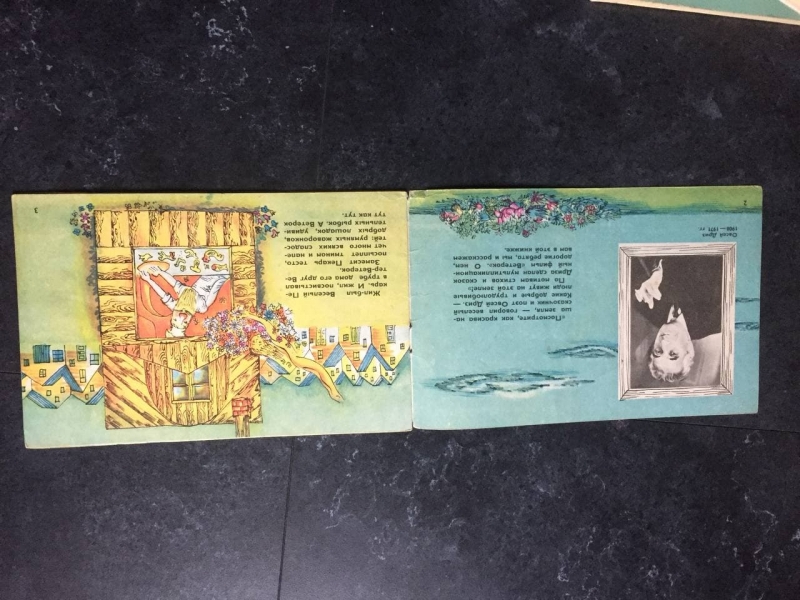 Овсей Дриз
1908—1971 гг.
«Посмотрите, как красива на-
ша земля, — говорил веселый
сказочник и поэт Овсей Дриз. —
Какие добрые и трудолюбивые
люди живут на этой земле!»
По мотивам стихов и сказок
Дриза сделан мультипликацион-
ный фильм «Ветерок». О нем,
дорогие ребята, мы и расскажем
вам в этой книжке.
2
Жил-был Веселый Пе-
карь. И жил, посвистывал
в трубе дома его друг Ве-
тер-Ветерок.
Замесит Пекарь тесто,
посыплет тмином, напе-
чет много всяких сладос-
тей: румяных жаворонков,
добрых лошадок, удиви-
тельных рыбок. А Ветерок
тут как тут.
3